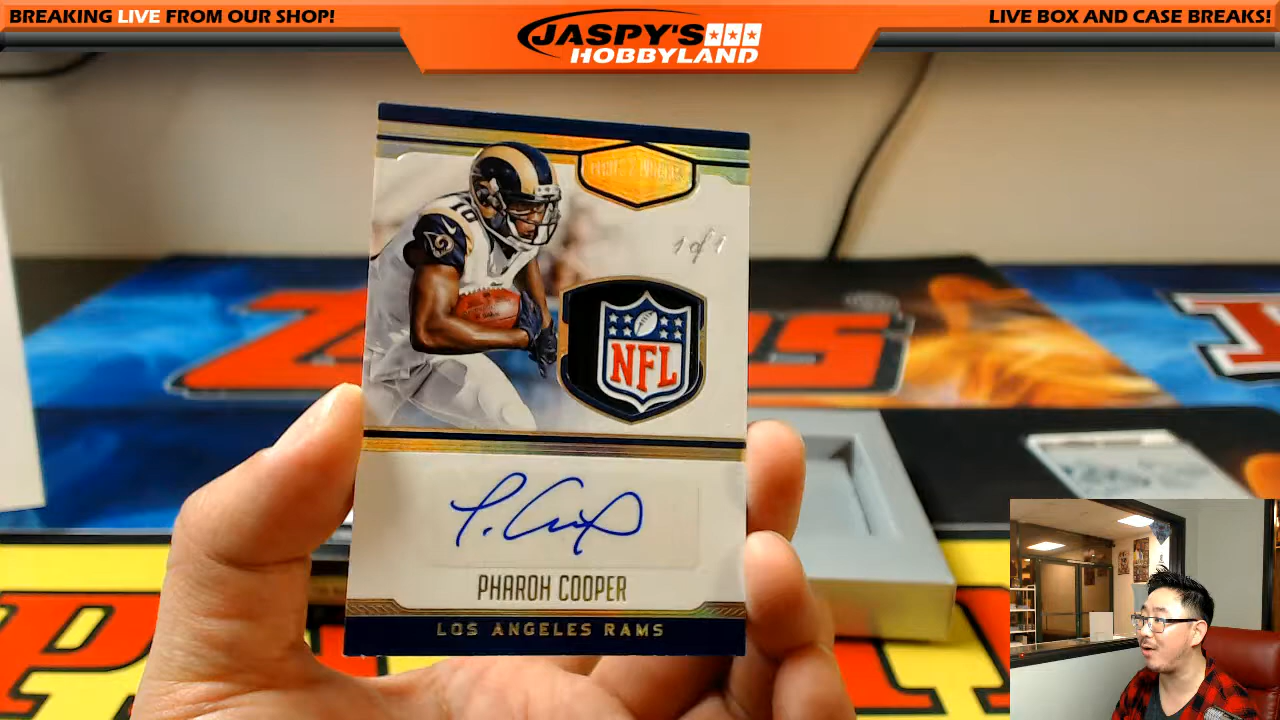 BREAKING LIVE FROM OUR SHOP!
JASPY'S
HOBBYLAND
LIVE BOX AND CASE BREAKS!
10
1 of 1
NFL
PHAROH COOPER
LOS ANGELES RAMS